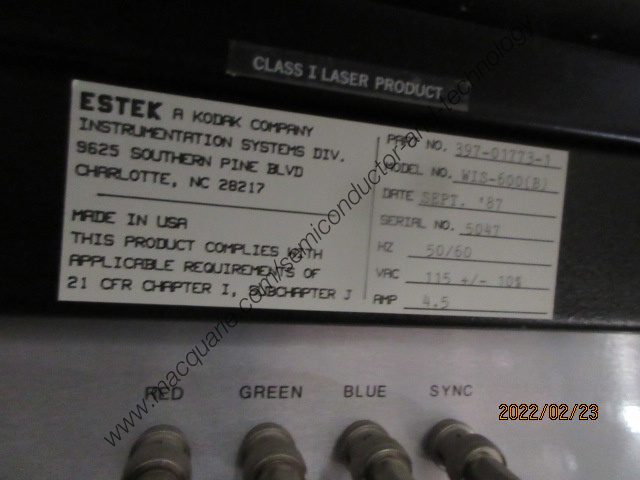 CLASS I LASER PRODUCT
ESTEK A KODAK COMPANY
INSTRUMENTATION SYSTEMS DIV.
9625 SOUTHERN PINE BLVD
CHARLOTTE, NC 28217
MADE IN USA
THIS PRODUCT COMPLIES WITH
APPLICABLE REQUIREMENTS OF
21 CFR CHAPTER I, SUBCHAPTER J
PART NO. 397-01773-1
MODEL NO. WIS-600(B)
DATE SEPT. '87
SERIAL NO. 5047
HZ 50/60
VAC 115 +/- 10%
AMP 4.5
RED GREEN BLUE SYNC
2022/02/23
www.macquarie.com/semiconductor-and-technology